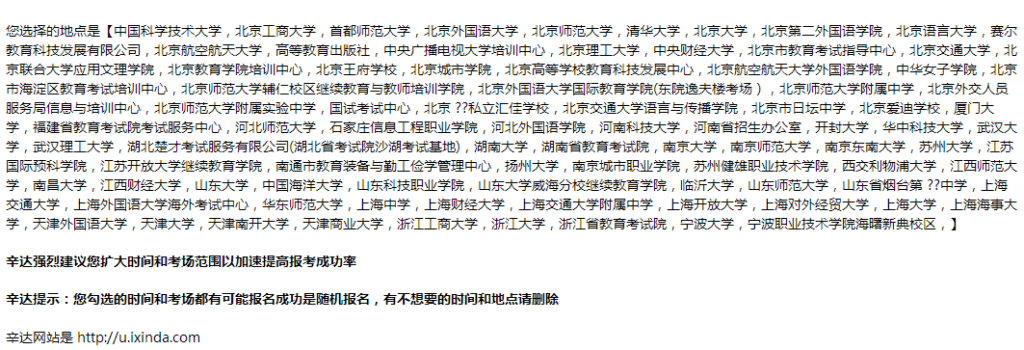 您选择的地点是【中国科学技术大学，北京工商大学，首都师范大学，北京外国语大学，北京师范大学，清华大学，北京大学，北京第二外国语学院，北京语言大学，赛尔
教育科技发展有限公司，北京航空航天大学，高等教育出版社，中央广播电视大学培训中心，北京理工大学，中央财经大学，北京市教育考试指导中心，北京交通大学，北
京联合大学应用文理学院，北京教育学院培训中心，北京王府学校，北京城市学院，北京高等学校教育科技发展中心，北京航空航天大学外国语学院，中华女子学院，北京
市海淀区教育考试培训中心，北京师范大学辅仁校区继续教育与教师培训学院，北京外国语大学国际教育学院(东院逸夫楼考场 )，北京师范大学附属中学，北京外交人员
服务局信息与培训中心，北京师范大学附属实验中学，国试考试中心，北京 ??私立汇佳学校，北京交通大学语言与传播学院，北京市日坛中学，北京爱迪学校，厦门大
学，福建省教育考试院考试服务中心，河北师范大学，石家庄信息工程职业学院，河北外国语学院，河南科技大学，河南省招生办公室，开封大学，华中科技大学，武汉大
学，武汉理工大学，湖北楚才考试服务有限公司(湖北省考试院沙湖考试基地)，湖南大学，湖南省教育考试院，南京大学，南京师范大学，南京东南大学，苏州大学，江苏
国际预科学院，江苏开放大学继续教育学院，南通市教育装备与勤工俭学管理中心，扬州大学，南京城市职业学院，苏州健雄职业技术学院，西交利物浦大学，江西师范大
学，南昌大学，江西财经大学，山东大学，中国海洋大学，山东科技职业学院，山东大学威海分校继续教育学院，临沂大学，山东师范大学，山东省烟台第 ??中学，上海
交通大学，上海外国语大学海外考试中心，华东师范大学，上海中学，上海财经大学，上海交通大学附属中学，上海开放大学，上海对外经贸大学，上海大学，上海海事大
学，天津外国语大学，天津大学，天津南开大学，天津商业大学，浙江工商大学，浙江大学，浙江省教育考试院，宁波大学，宁波职业技术学院海曙新典校区，】
辛达强烈建议您扩大时间和考场范围以加速提高报考成功率
辛达提示：您勾选的时间和考场都有可能报名成功是随机报名，有不想要的时间和地点请删除
辛达网站是 http://u.ixinda.com